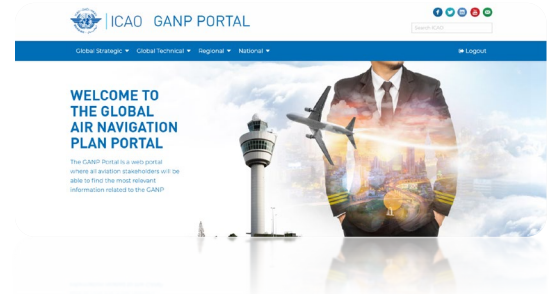 ICAO GANP PORTAL
Search ICAO
Global Strategic Global Technical Regional National Logout
WELCOME TO
THE GLOBAL
AIR NAVIGATION
PLAN PORTAL
The GANP Portal is a web portal
where all aviation stakeholders will be
able to find the most relevant
information related to the GANP